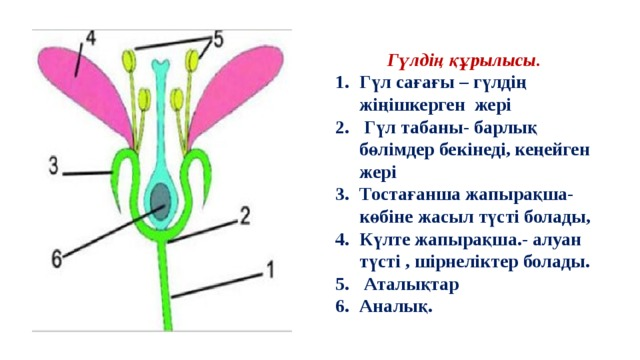 4
5
3
2
6
1
Гүлдің құрылысы.
1. Гүл сағағы – гүлдің
жіңішкерген жері
2. Гүл табаны- барлық
бөлімдер бекінеді, кеңейген
жері
3. Тостағанша жапырақша-
көбіне жасыл түсті болады,
4. Күлте жапырақша.- алуан
түсті , шірнеліктер болады.
5. Аталықтар
6. Аналық.